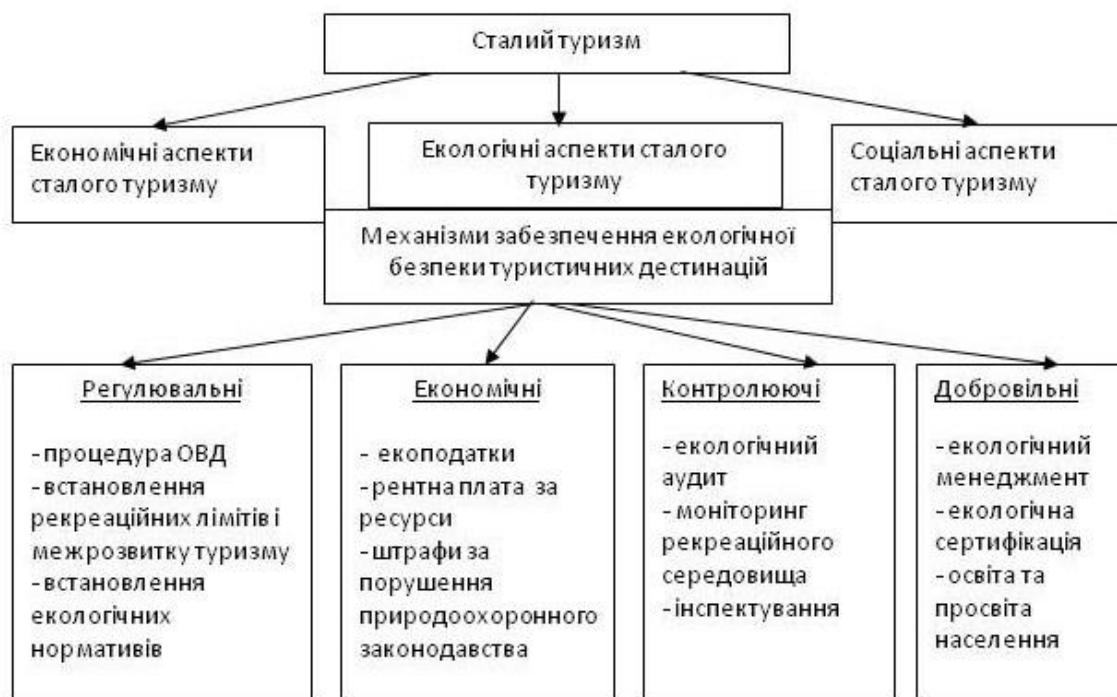 Сталий туризм
Економічні аспекти
сталого туризму
Екологічні аспекти сталого
туризму
Соціальні аспекти
сталого туризму
Механізми забезпечення екологічної
безпеки туристичних дестинацій
Регулювальні
-процедура ОВД
-встановлення
рекреаційних лімітів і
межрозвитку туризму
-встановлення
екологічних
нормативів
Економічні
- екоподатки
-рентна плата за
ресурси
-штрафи за
порушення
природоохоронного
законодавства
Контролюючі
-екологічний
аудит
-моніторинг
рекреаційного
середовища
-інспектування
Добровільні
-екологічний
менеджмент
-екологічна
сертифікація
-освіта та
просвіта
населення